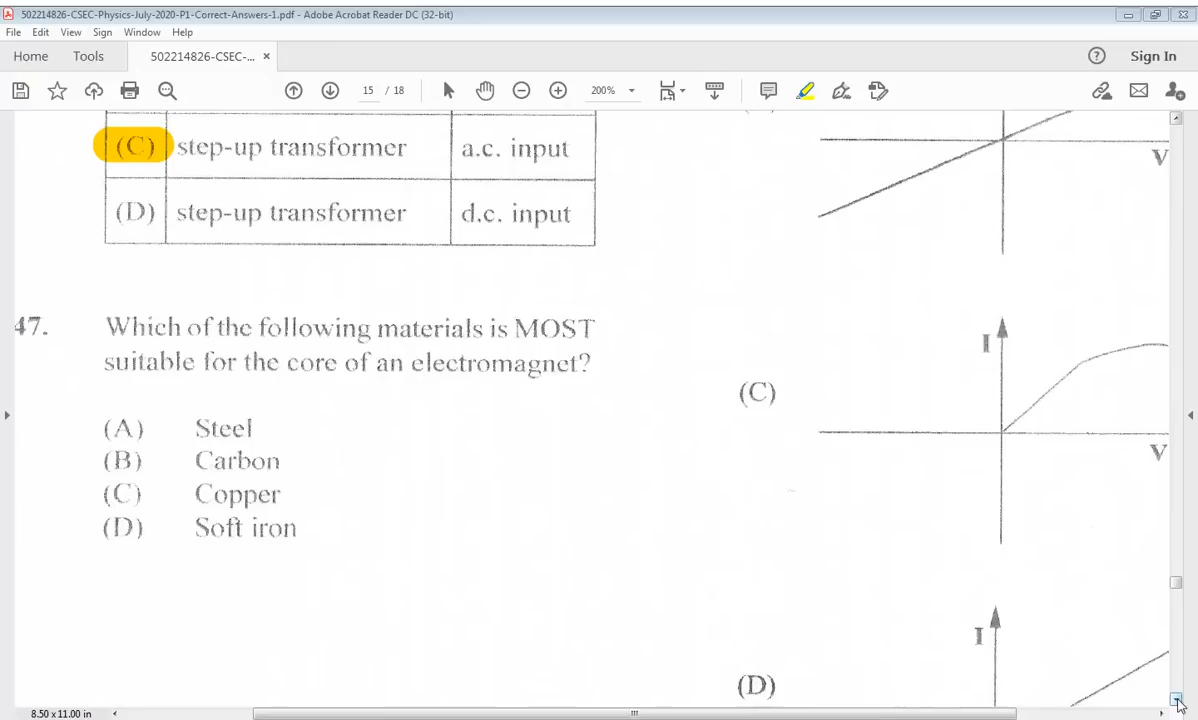 502214826-CSEC-Physics-July-2020-P1-Correct-Answers-1.pdf - Adobe Acrobat Reader DC (32-bit)
File Edit View Sign Window Help
Home Tools 502214826-CSEC-... × Sign In
15 / 18 200%
(C) step-up transformer a.c. input
(D) step-up transformer d.c. input
V
47. Which of the following materials is MOST
suitable for the core of an electromagnet?
(A) Steel
(B) Carbon
(C) Copper
(D) Soft iron
I
(C)
V
I
(D)
8.50 x 11.00 in